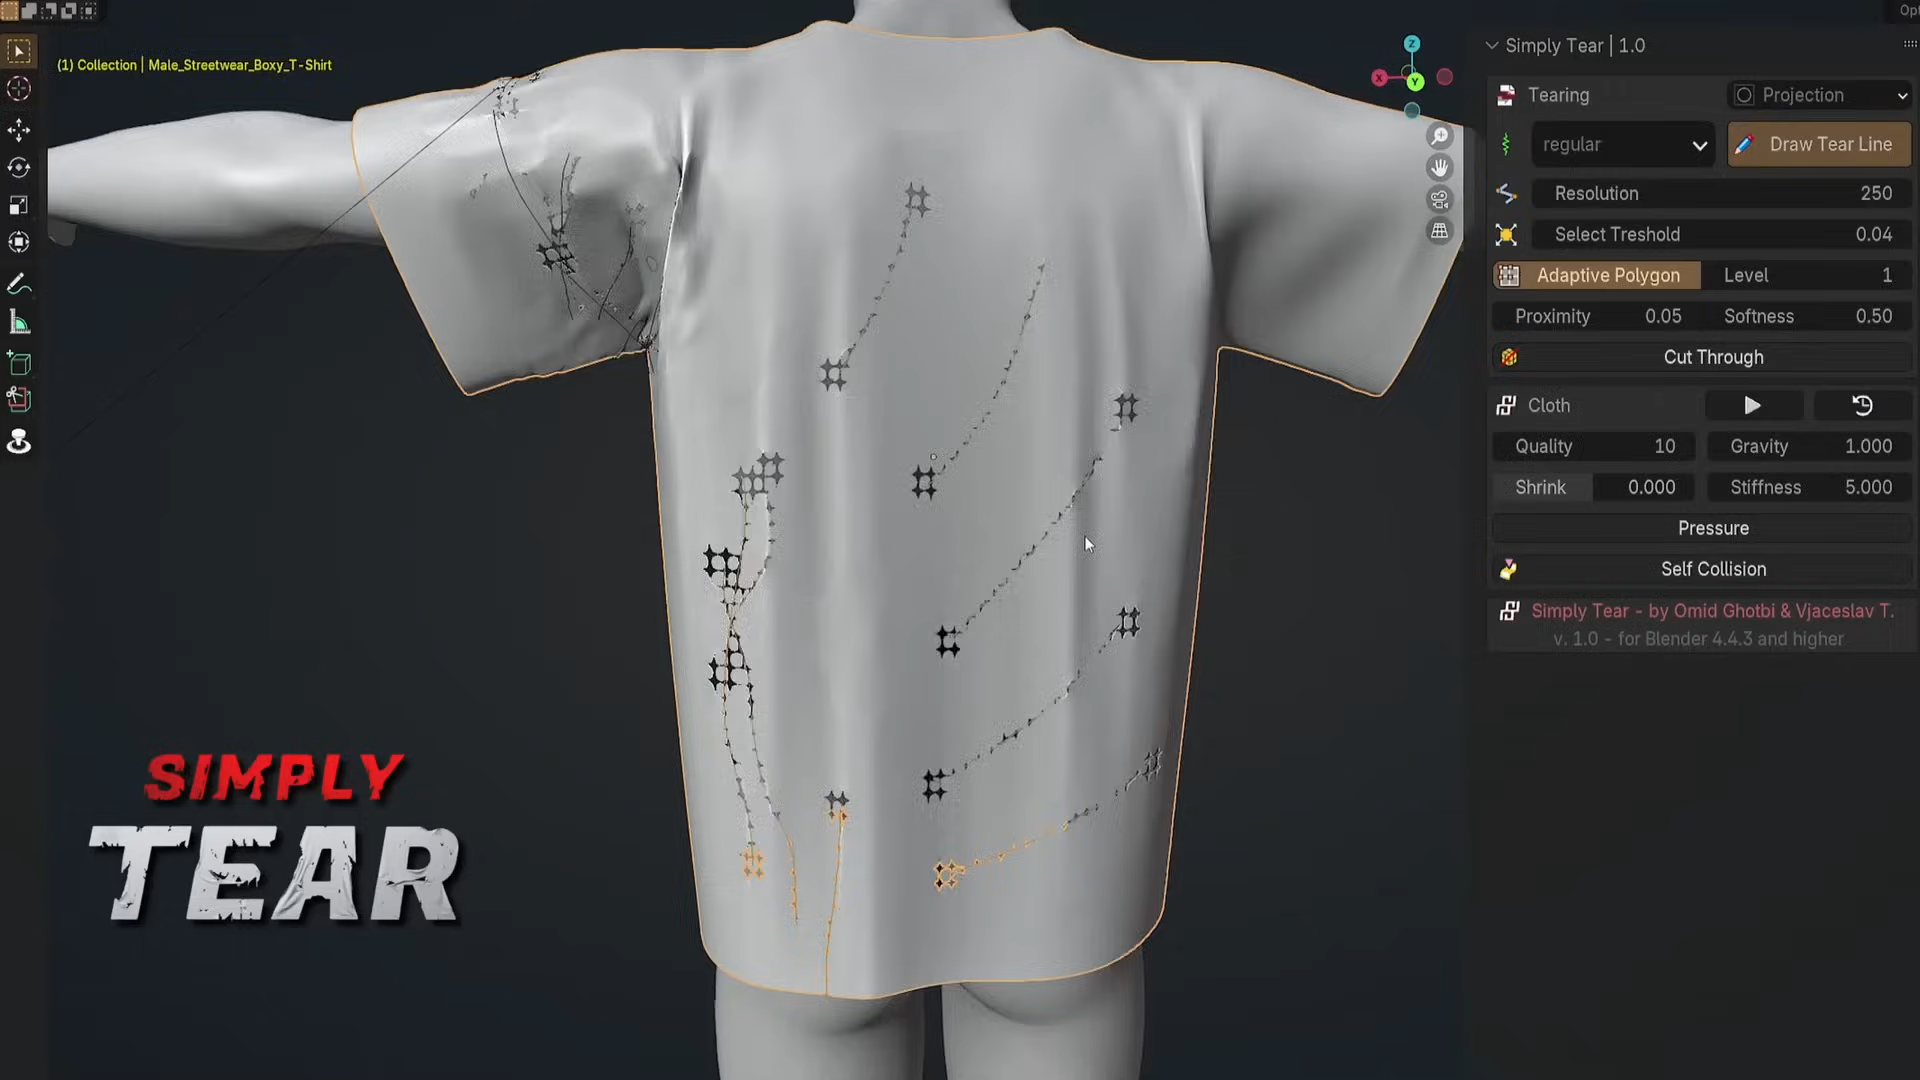 Opt
(1) Collection | Male_Streetwear_Boxy_T-Shirt
Z
X
Y
Simply Tear | 1.0
Tearing
Projection
regular
Draw Tear Line
Resolution 250
Select Treshold 0.04
Adaptive Polygon
Level 1
Proximity 0.05
Softness 0.50
Cut Through
Cloth
Quality 10
Gravity 1.000
Shrink 0.000
Stiffness 5.000
Pressure
Self Collision
Simply Tear - by Omid Ghotbi & Vjaceslav T.
v. 1.0 - for Blender 4.4.3 and higher
SIMPLY
TEAR